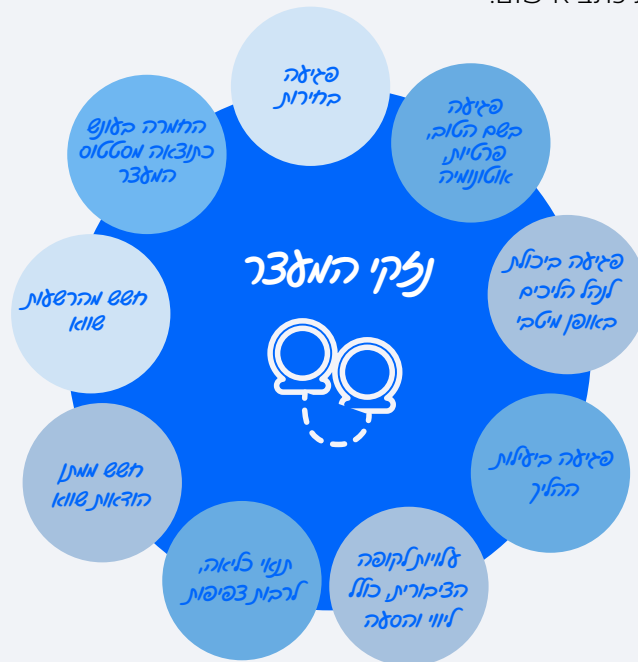 פגיעה
בחירות
פגיעה
בשם הטוב,
פרטיות,
אוטונומיה
פגיעה ביכולת
לנהל הליכים
באופן מיטבי
פגיעה ביעילות
ההליך
עלויות לקופה
הציבורית, כולל
ליווי והסעה
תנאי כליאה,
לרבות צפיפות
חשש ממתן
הודאות שווא
חשש מהרשעות
שווא
החמרה בעונש
כתוצאה מסטטוס
המעצר
נזקי המעצר